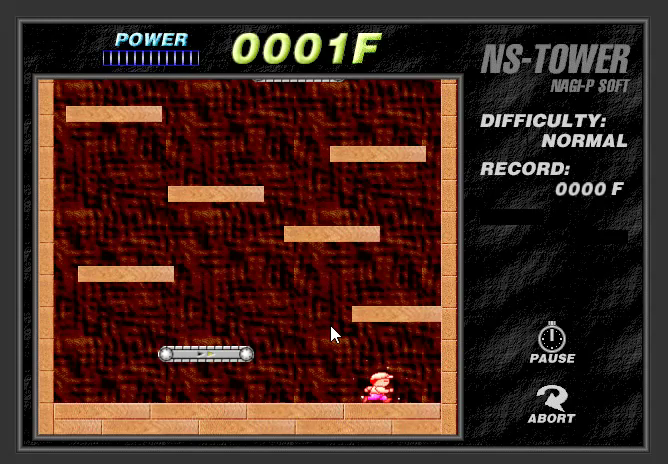 POWER
0001F
NS-TOWER
NAGI-P SOFT
DIFFICULTY:
NORMAL
RECORD:
0000 F
PAUSE
ABORT